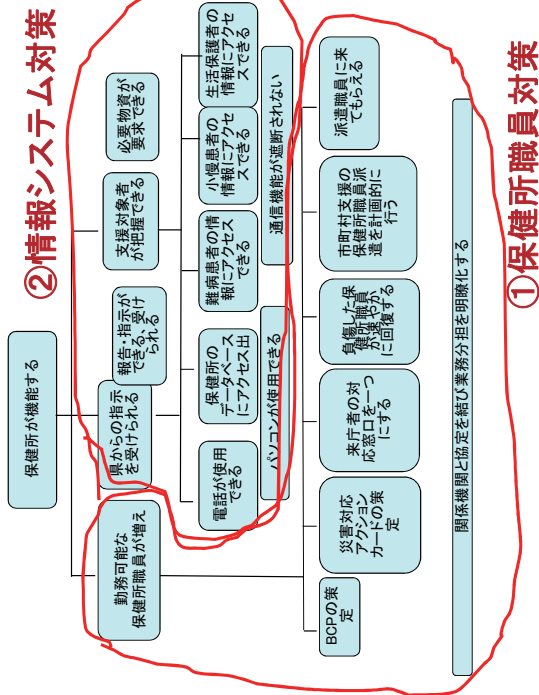 保健所が機能する
勤務可能な
保健所職員が増え
県からの指示
を受けられる
報告・指示が
できる、受け
られる
支援対象者
が把握できる
必要物資が
要求できる
②情報システム対策
電話が使用
できる
保健所の
データベース
にアクセス出
難病患者の情
報にアクセス
できる
小慢患者の
情報にアクセ
スできる
生活保護者の
情報にアクセ
スできる
パソコンが使用できる
通信機能が遮断されない
BCPの策
定
災害対応
アクション
カードの策
定
来庁者の対
応窓口を一つ
にする
負傷した保
健所職員
が速やか
に回復する
市町村支援の
保健所職員派
遣を計画的に
行う
派遣職員に来
てもらえる
関係機関と協定を結び業務分担を明瞭化する
①保健所職員対策